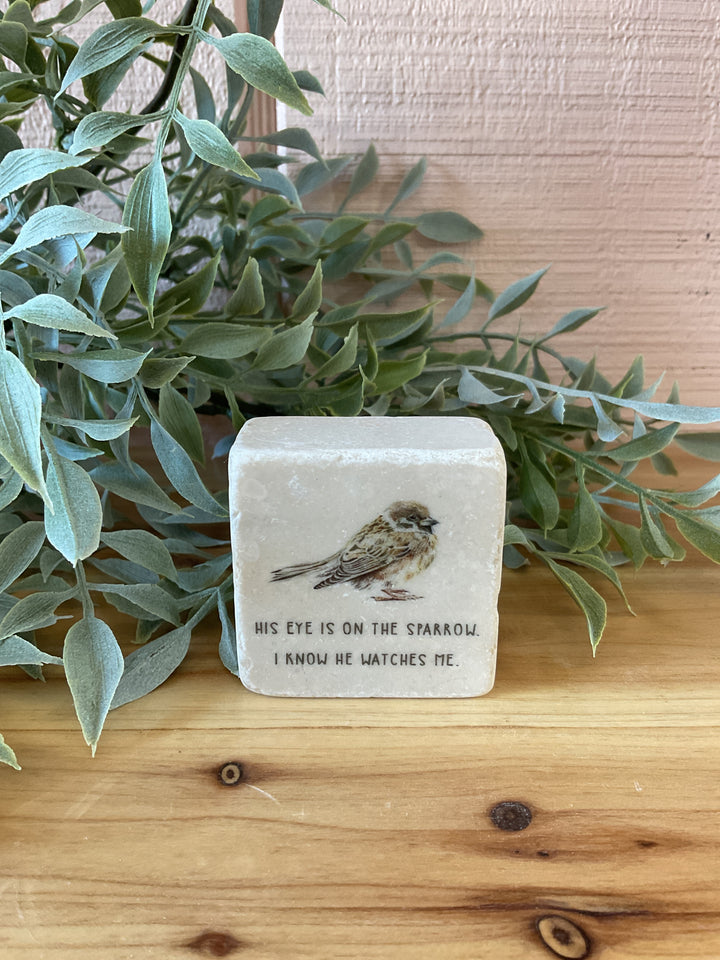 HIS EYE IS ON THE SPARROW.
I KNOW HE WATCHES ME.